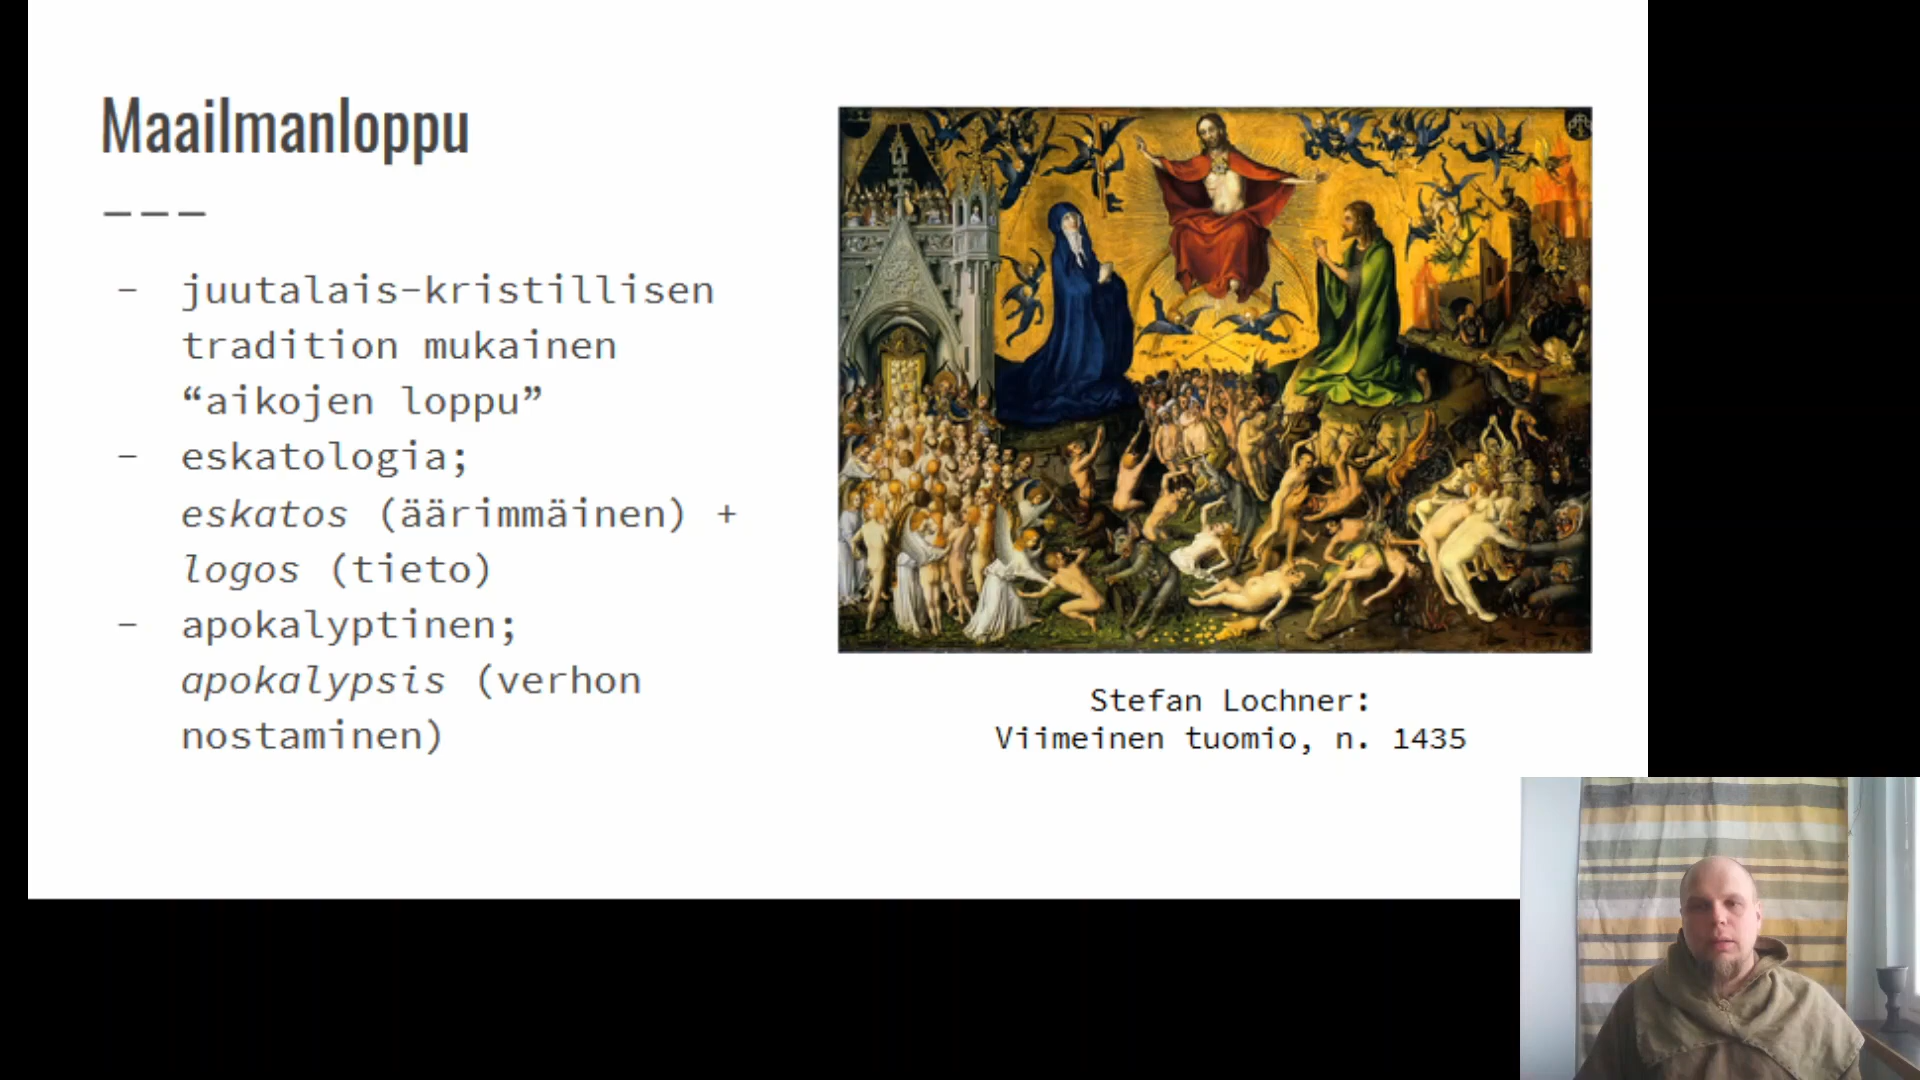 Maailmanloppu
- juutalais-kristillisen
tradition mukainen
“aikojen loppu”
- eskatologia;
eskatos (äärimmäinen) +
logos (tieto)
- apokalyptinen;
apokalypsis (verhon
nostaminen)
Stefan Lochner:
Viimeinen tuomio, n. 1435